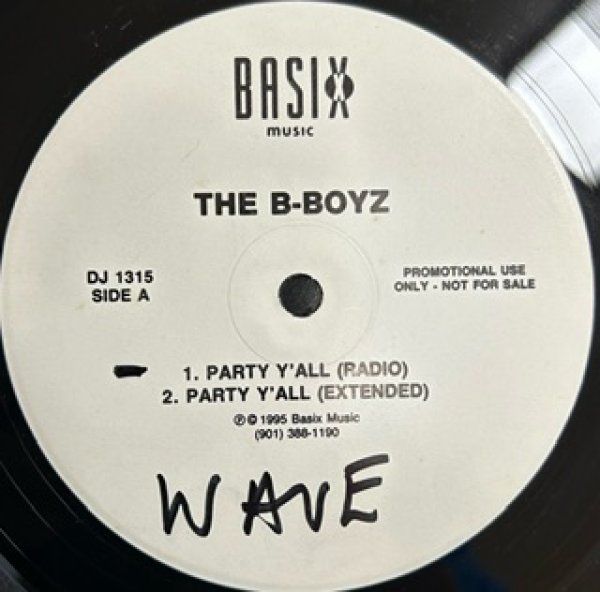 BASIX
MUSIC
THE B-BOYZ
DJ 1315
SIDE A
PROMOTIONAL USE
ONLY - NOT FOR SALE
1. PARTY Y'ALL (RADIO)
2. PARTY Y'ALL (EXTENDED)
℗ © 1995 Basix Music
(901) 388-1190
WAVE